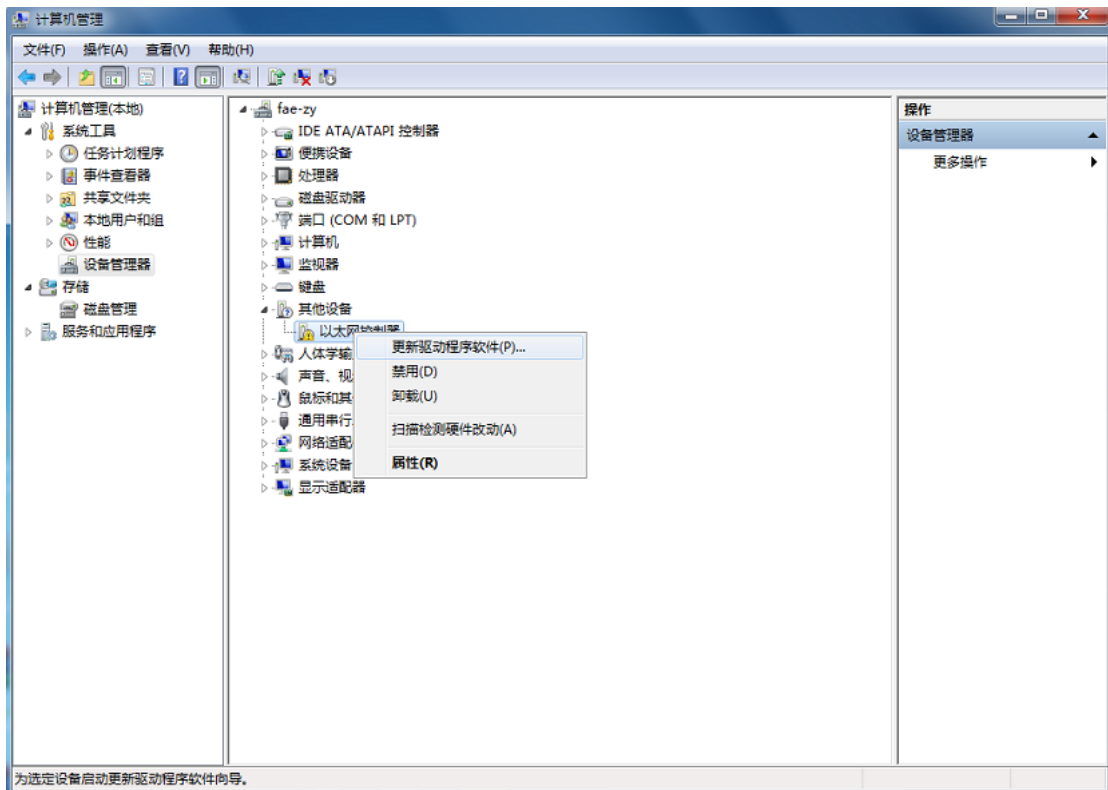 计算机管理
文件(F) 操作(A) 查看(V) 帮助(H)
计算机管理(本地)
系统工具
任务计划程序
事件查看器
共享文件夹
本地用户和组
性能
设备管理器
存储
磁盘管理
服务和应用程序
fae-zy
IDE ATA/ATAPI 控制器
便携设备
处理器
磁盘驱动器
端口 (COM 和 LPT)
计算机
监视器
键盘
其他设备
以太网控制器
人体学输
声音、视
鼠标和其
通用串行
网络适配
系统设备
显示适配器
更新驱动程序软件(P)...
禁用(D)
卸载(U)
扫描检测硬件改动(A)
属性(R)
操作
设备管理器
更多操作
为选定设备启动更新驱动程序软件向导。